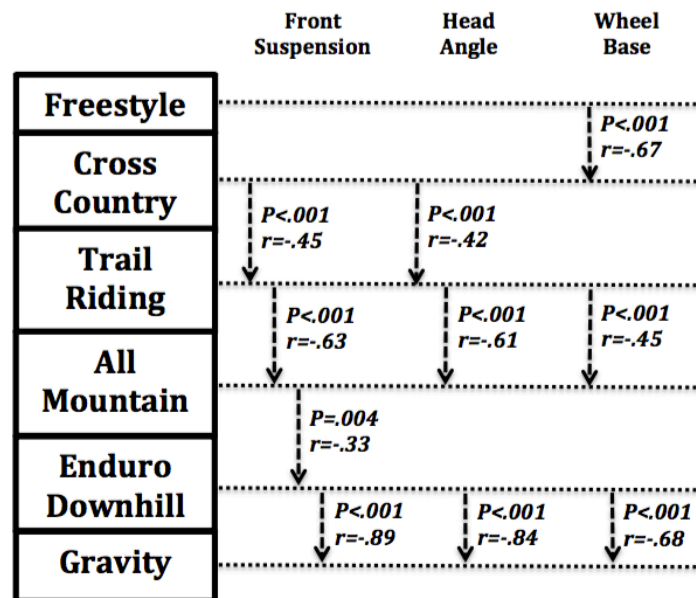 Front Suspension
Head Angle
Wheel Base
Freestyle
P<.001
r=-.67
Cross
Country
P<.001
r=-.45
P<.001
r=-.42
Trail
Riding
P<.001
r=-.63
P<.001
r=-.61
P<.001
r=-.45
All
Mountain
P=.004
r=-.33
Enduro
Downhill
P<.001
r=-.89
P<.001
r=-.84
P<.001
r=-.68
Gravity